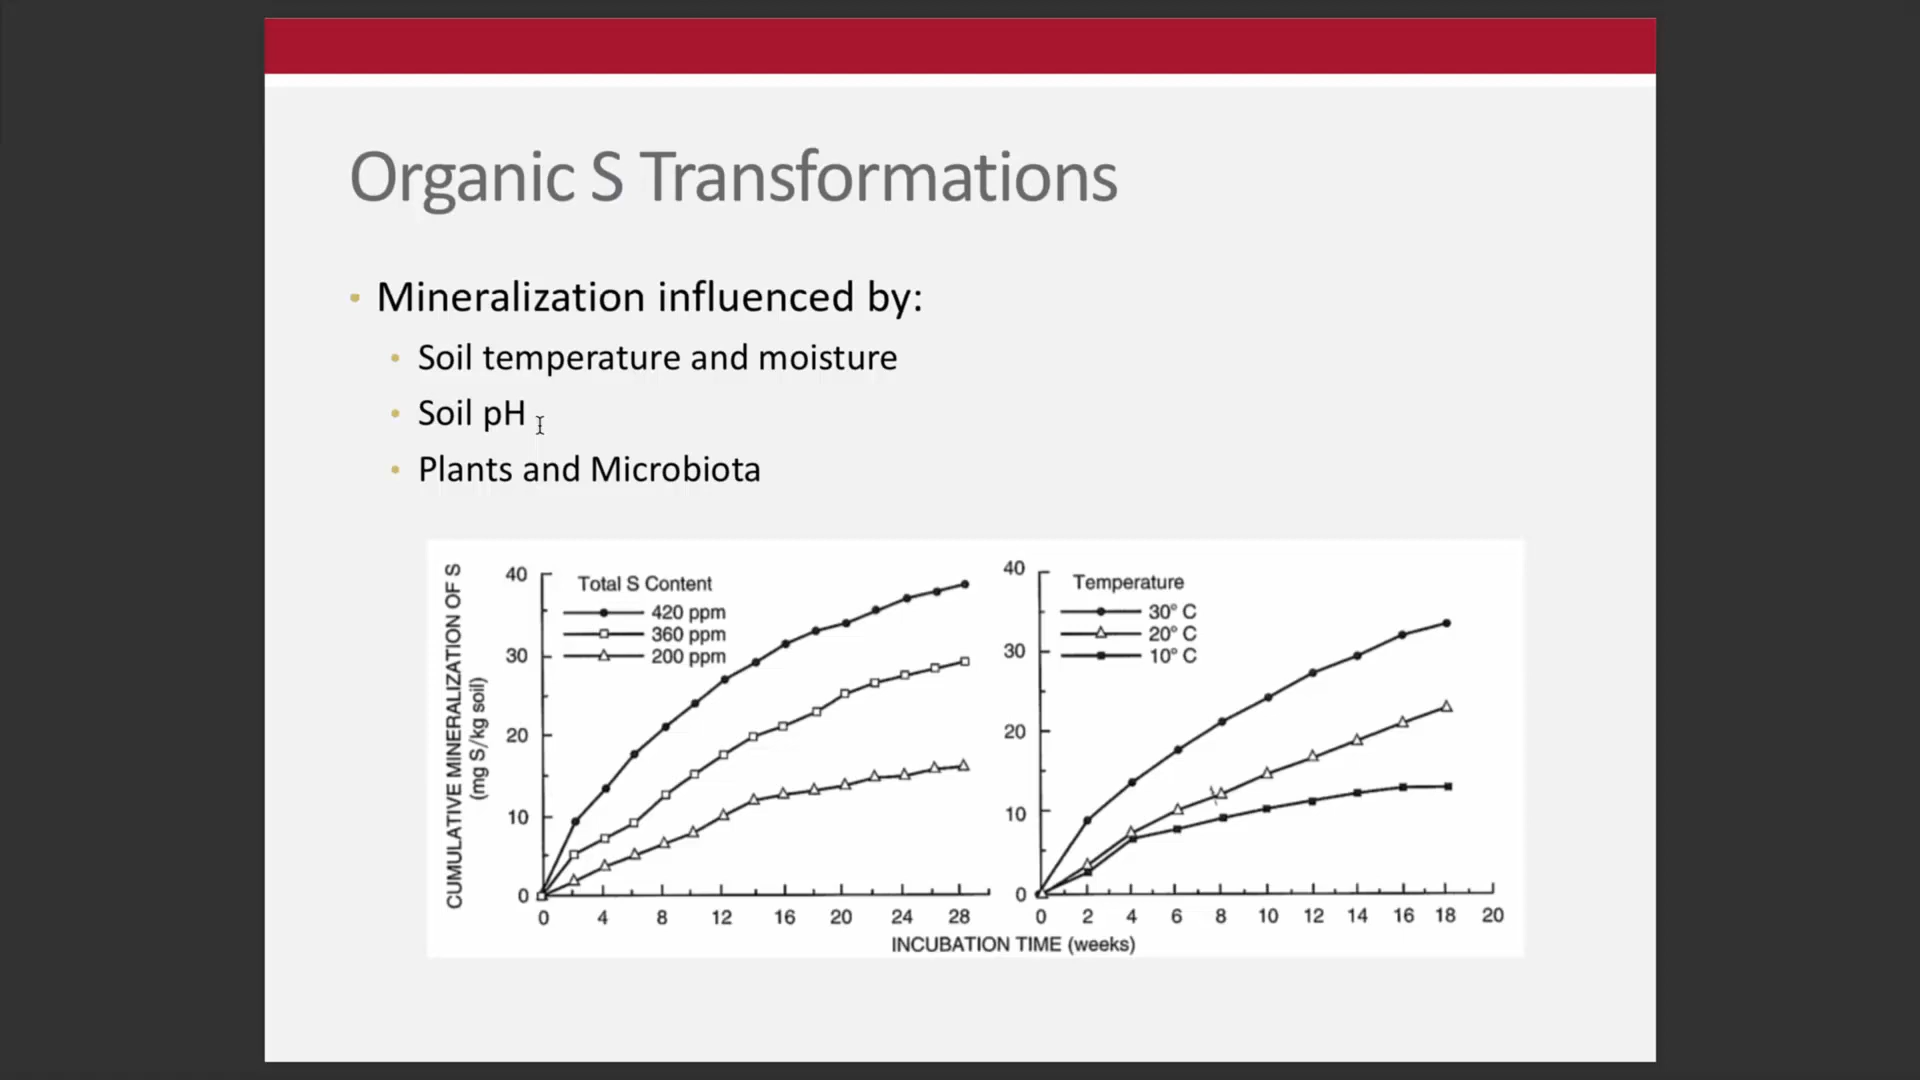 Organic S Transformations
• Mineralization influenced by:
• Soil temperature and moisture
• Soil pH
• Plants and Microbiota
CUMULATIVE MINERALIZATION OF S
(mg S/kg soil)
40
30
20
10
0
Total S Content
420 ppm
360 ppm
200 ppm
0 4 8 12 16 20 24 28
40
30
20
10
0
Temperature
30° C
20° C
10° C
0 2 4 6 8 10 12 14 16 18 20
INCUBATION TIME (weeks)